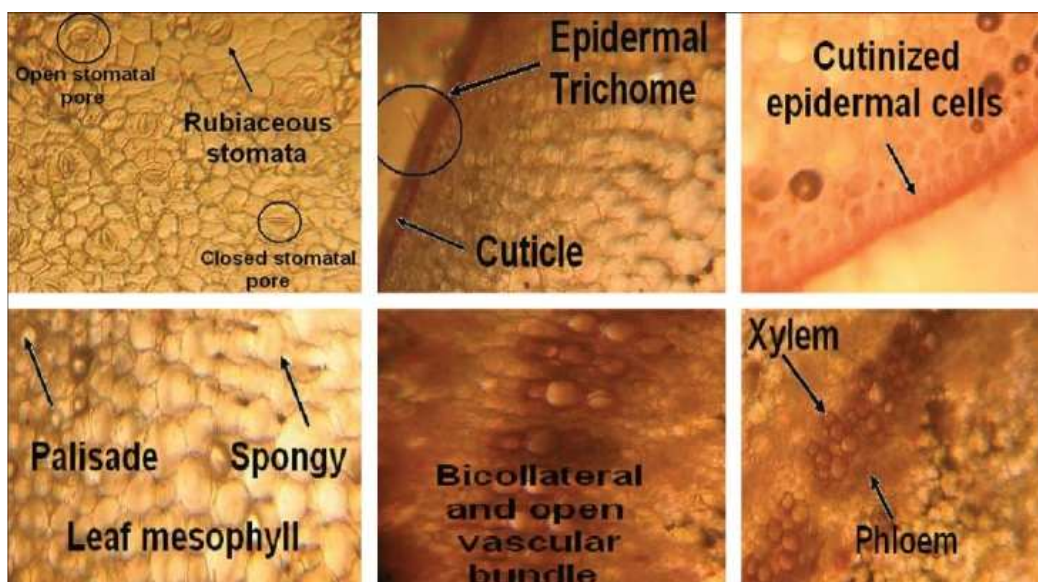 Open stomatal
pore
Rubiaceous
stomata
Closed stomatal
pore
Epidermal
Trichome
Cuticle
Cutinized
epidermal cells
Palisade
Spongy
Leaf mesophyll
Bicollateral
and open
vascular
bundle
Xylem
Phloem